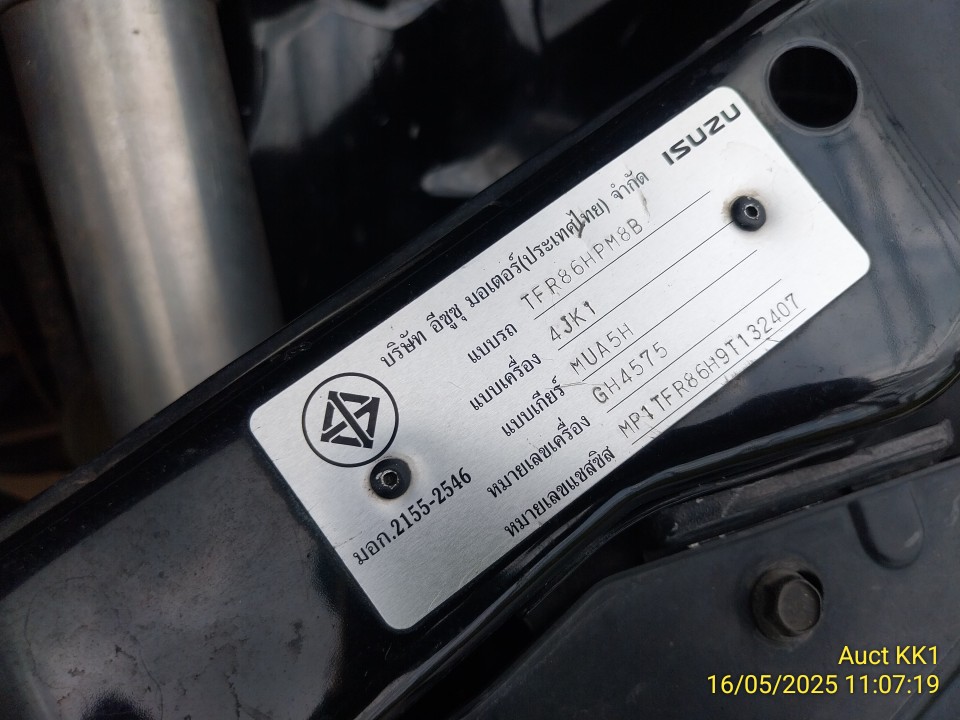 ISUZU
บริษัท อีซูซุ มอเตอร์(ประเทศไทย) จำกัด
แบบรถ TFR86HPM8B
แบบเครื่อง 4JK1
แบบเกียร์ MUA5H
หมายเลขเครื่อง GH4575
หมายเลขแชสซิส MP1TFR86H9T132407
มอก.2155-2546
Auct KK1
16/05/2025 11:07:19